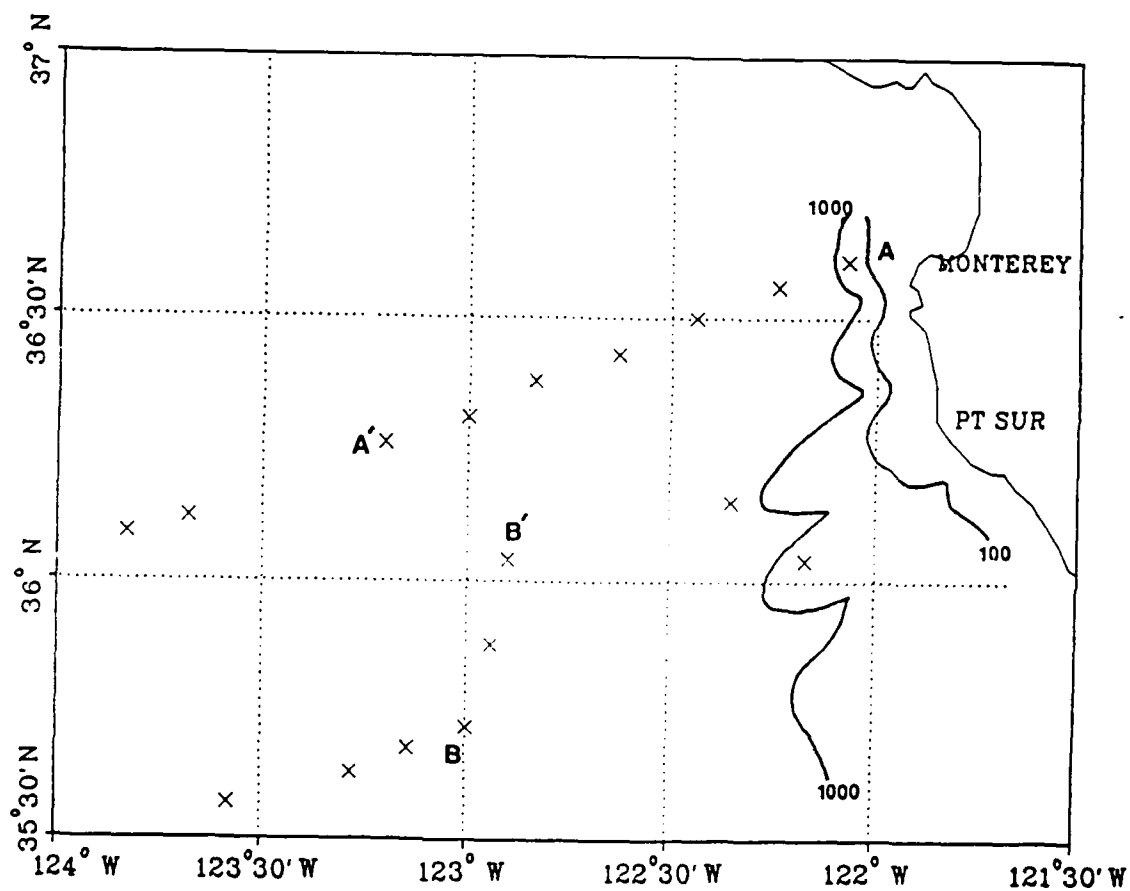 37° N
1000
A
MONTEREY
36° 30' N
PT SUR
A'
B'
100
36° N
B
1000
35° 30' N
124° W
123° 30' W
123° W
122° 30' W
122° W
121° 30' W